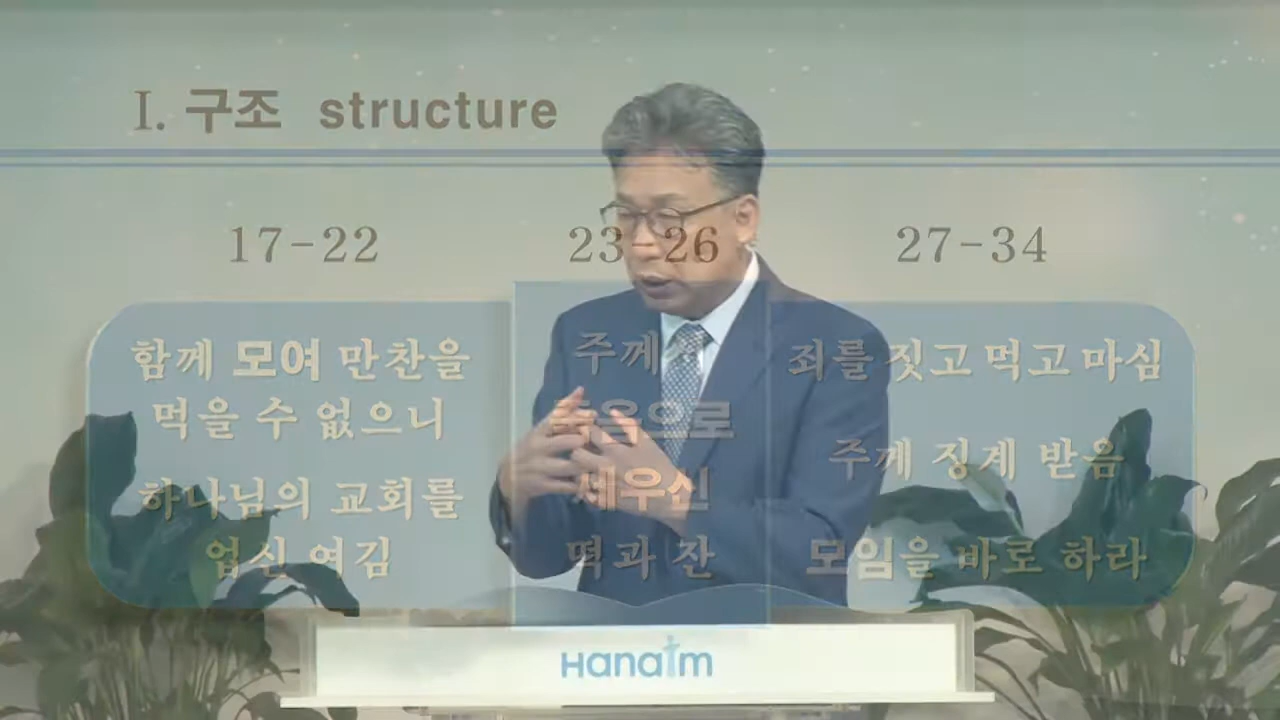 I. 구조 structure
17-22
23-26
27-34
함께 모여 만찬을
먹을 수 없으니
하나님의 교회를
업신 여김
주께
죽음으로
세우신
떡과 잔
죄를 짓고 먹고 마심
주께 징계 받음
모임을 바로 하라
Hanaim